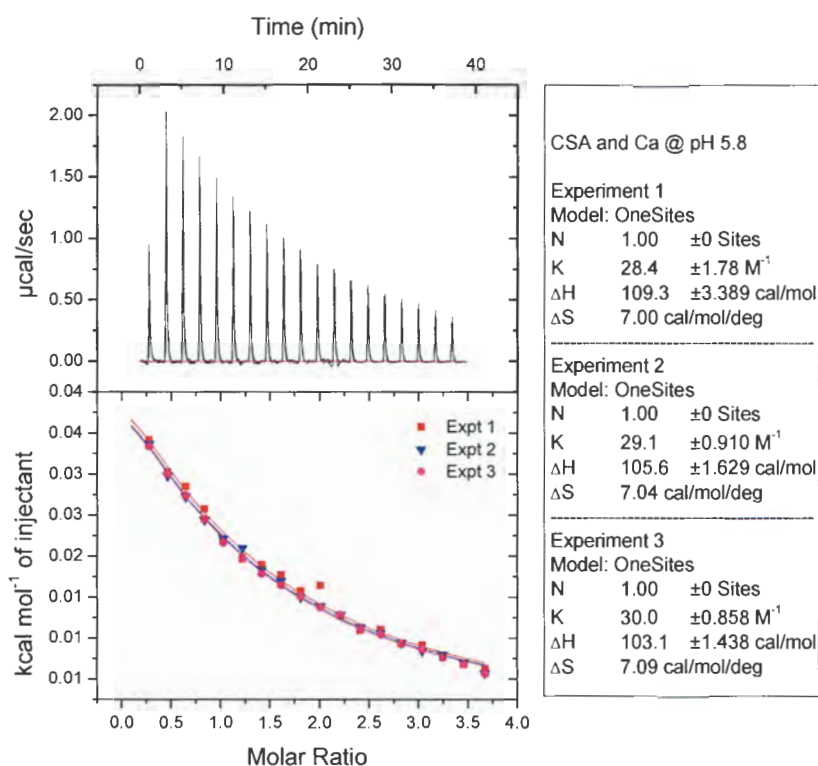 Time (min)
0 10 20 30 40
2.00
1.50
1.00
0.50
0.00
µcal/sec
0.04
0.04
0.03
0.03
0.02
0.01
0.01
0.01
kcal mol⁻¹ of injectant
Expt 1
Expt 2
Expt 3
0.0 0.5 1.0 1.5 2.0 2.5 3.0 3.5 4.0
Molar Ratio
CSA and Ca @ pH 5.8
Experiment 1
Model: OneSites
N 1.00 ±0 Sites
K 28.4 ±1.78 M⁻¹
ΔH 109.3 ±3.389 cal/mol
ΔS 7.00 cal/mol/deg
Experiment 2
Model: OneSites
N 1.00 ±0 Sites
K 29.1 ±0.910 M⁻¹
ΔH 105.6 ±1.629 cal/mol
ΔS 7.04 cal/mol/deg
Experiment 3
Model: OneSites
N 1.00 ±0 Sites
K 30.0 ±0.858 M⁻¹
ΔH 103.1 ±1.438 cal/mol
ΔS 7.09 cal/mol/deg